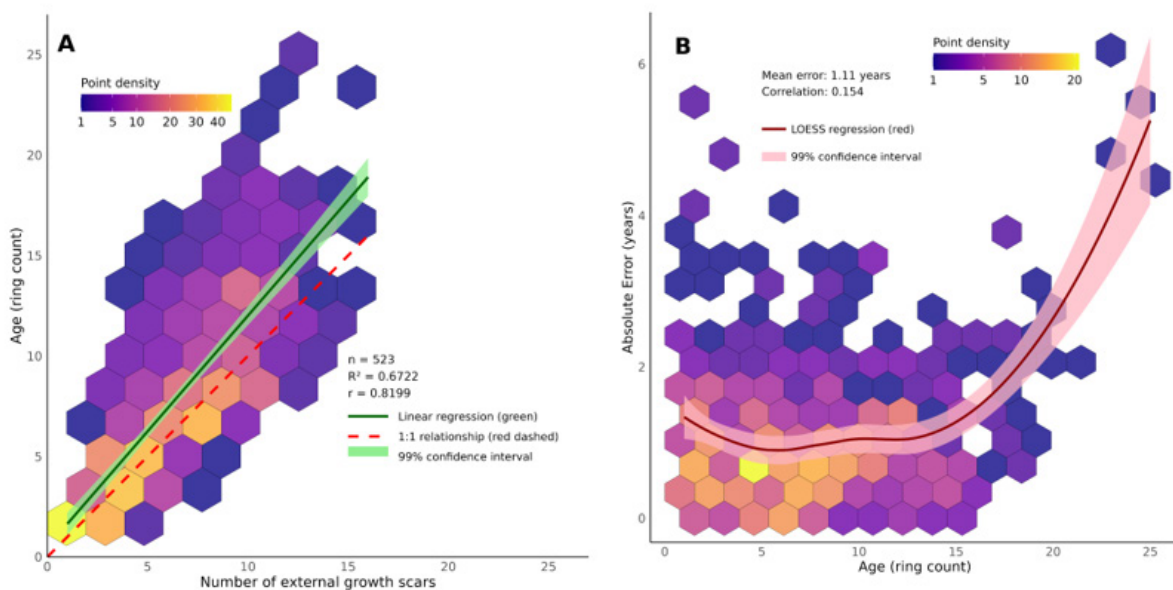 A
Point density
1 5 10 20 30 40
25
20
15
10
5
0
Age (ring count)
n = 523
R² = 0.6722
r = 0.8199
Linear regression (green)
1:1 relationship (red dashed)
99% confidence interval
0 5 10 15 20 25
Number of external growth scars
B
Point density
1 5 10 20
Mean error: 1.11 years
Correlation: 0.154
LOESS regression (red)
99% confidence interval
6
4
2
0
Absolute Error (years)
0 5 10 15 20 25
Age (ring count)